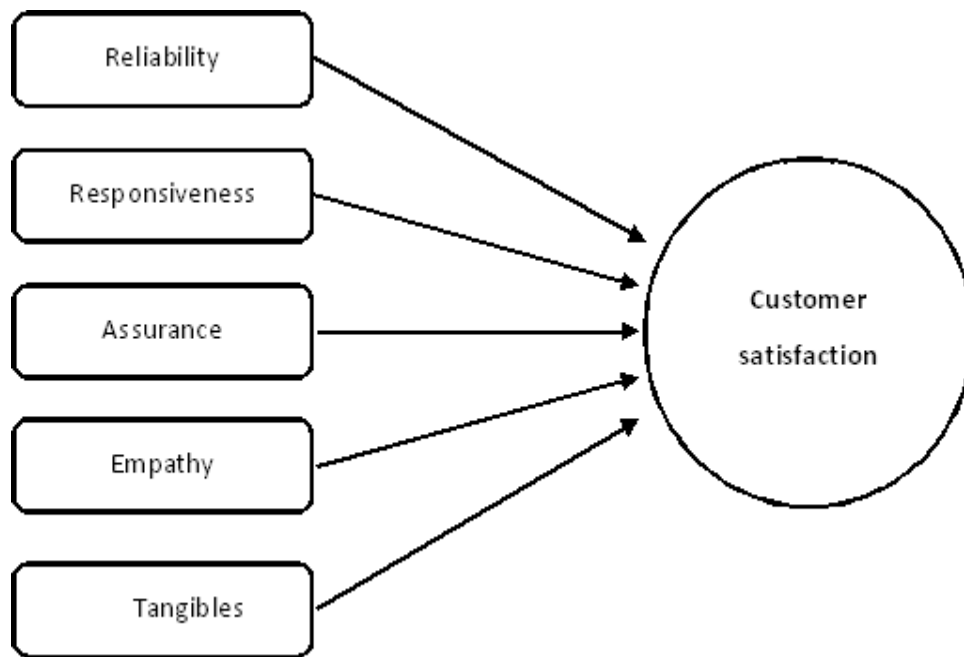 Reliability
Responsiveness
Assurance
Empathy
Tangibles
Customer
satisfaction